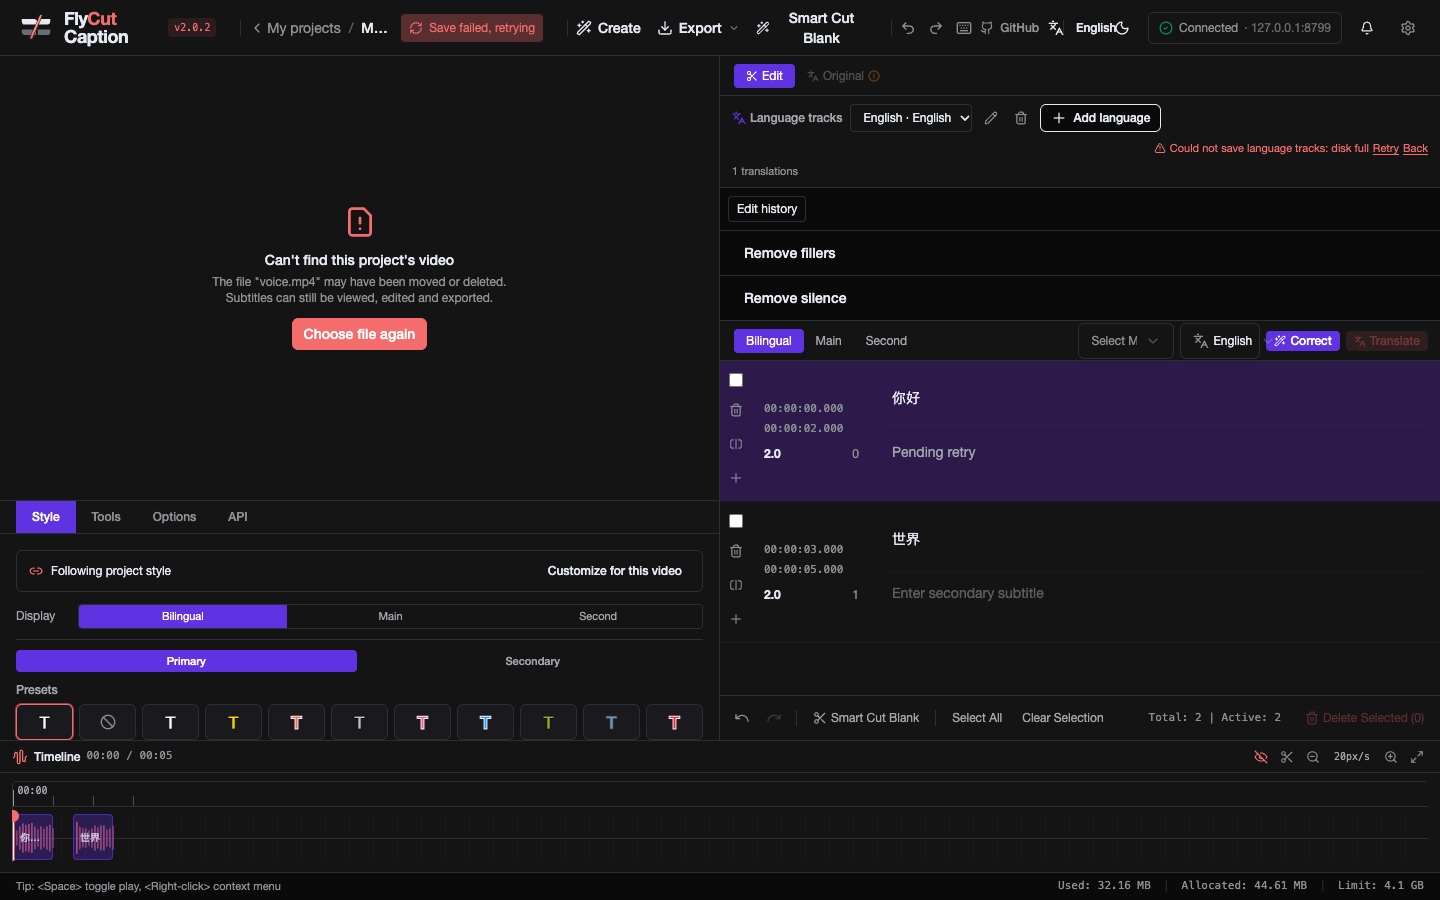 FlyCut
Caption
v2.0.2
My projects / M...
Save failed, retrying
Create
Export
Smart Cut
Blank
GitHub
English
Connected · 127.0.0.1:8799
Can't find this project's video
The file "voice.mp4" may have been moved or deleted.
Subtitles can still be viewed, edited and exported.
Choose file again
Style
Tools
Options
API
Following project style
Customize for this video
Display
Bilingual
Main
Second
Primary
Secondary
Presets
T
T
T
T
T
T
T
T
T
T
Edit
Original
Language tracks
English · English
Add language
Could not save language tracks: disk full Retry Back
1 translations
Edit history
Remove fillers
Remove silence
Bilingual
Main
Second
Select M
English
Correct
Translate
00:00:00.000
00:00:02.000
2.0
0
你好
Pending retry
00:00:03.000
00:00:05.000
2.0
1
世界
Enter secondary subtitle
Smart Cut Blank
Select All
Clear Selection
Total: 2 | Active: 2
Delete Selected (0)
Timeline 00:00 / 00:05
20px/s
00:00
你...
世界
Tip: <Space> toggle play, <Right-click> context menu
Used: 32.16 MB | Allocated: 44.61 MB | Limit: 4.1 GB